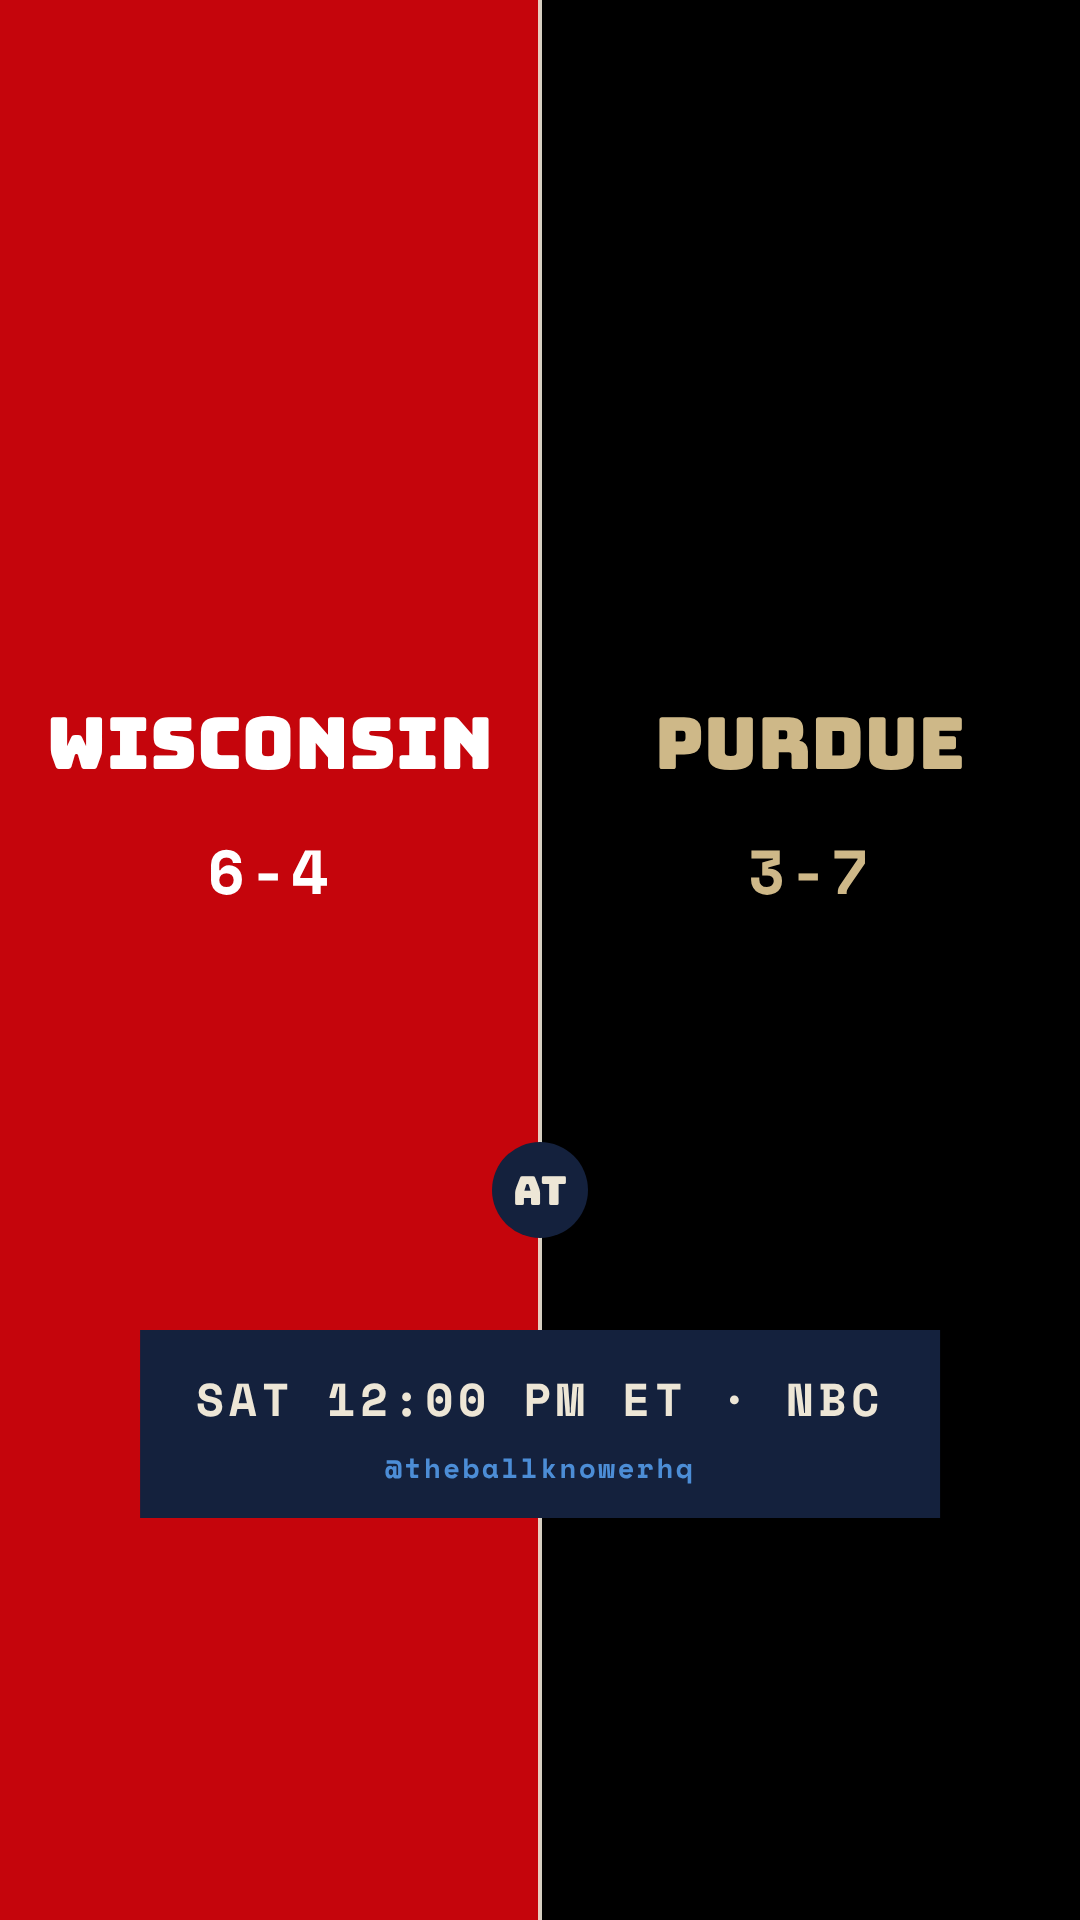 WISCONSIN
6-4
PURDUE
3-7
AT
SAT 12:00 PM ET · NBC
@theballknowerhq